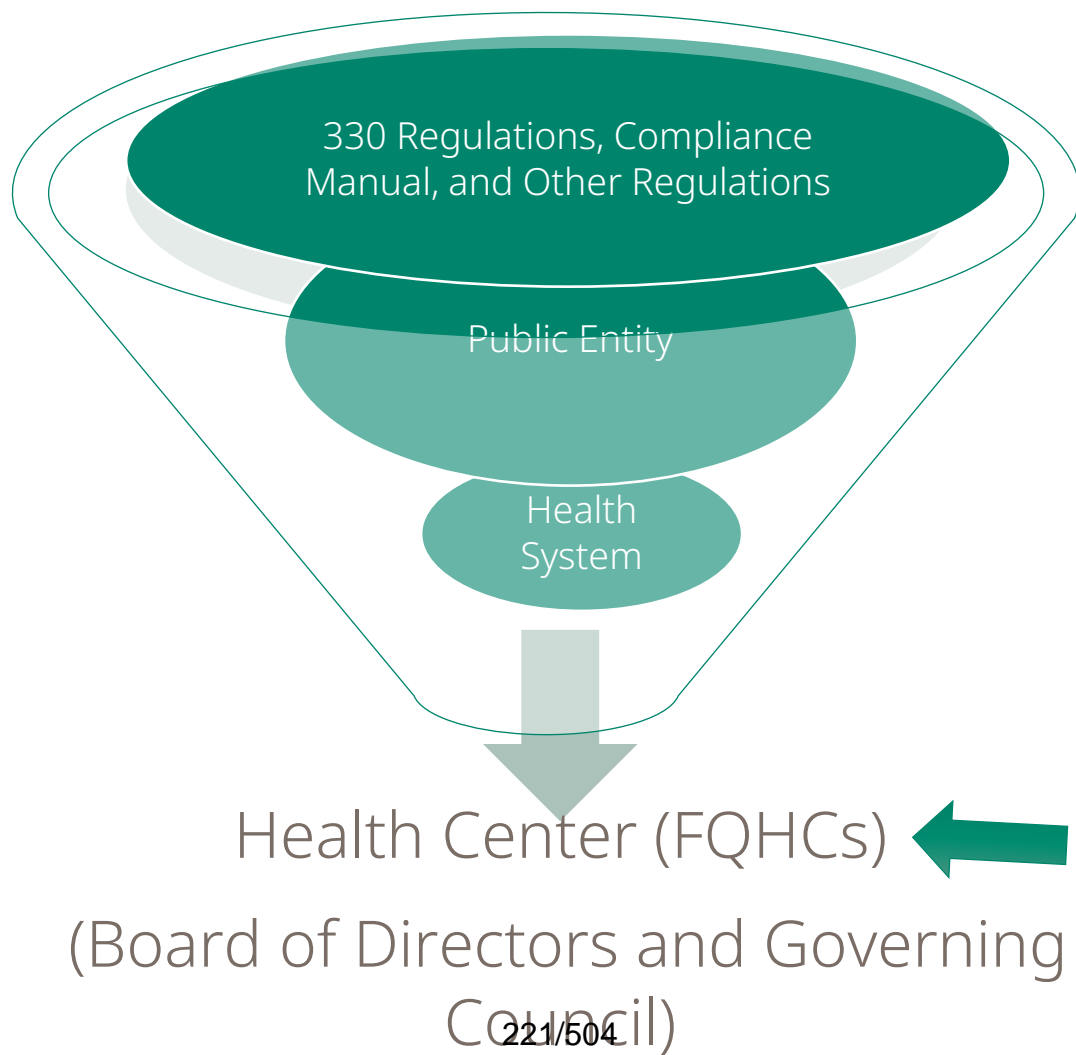 330 Regulations, Compliance
Manual, and Other Regulations
Public Entity
Health
System
Health Center (FQHCs)
(Board of Directors and Governing
Council)
221/504